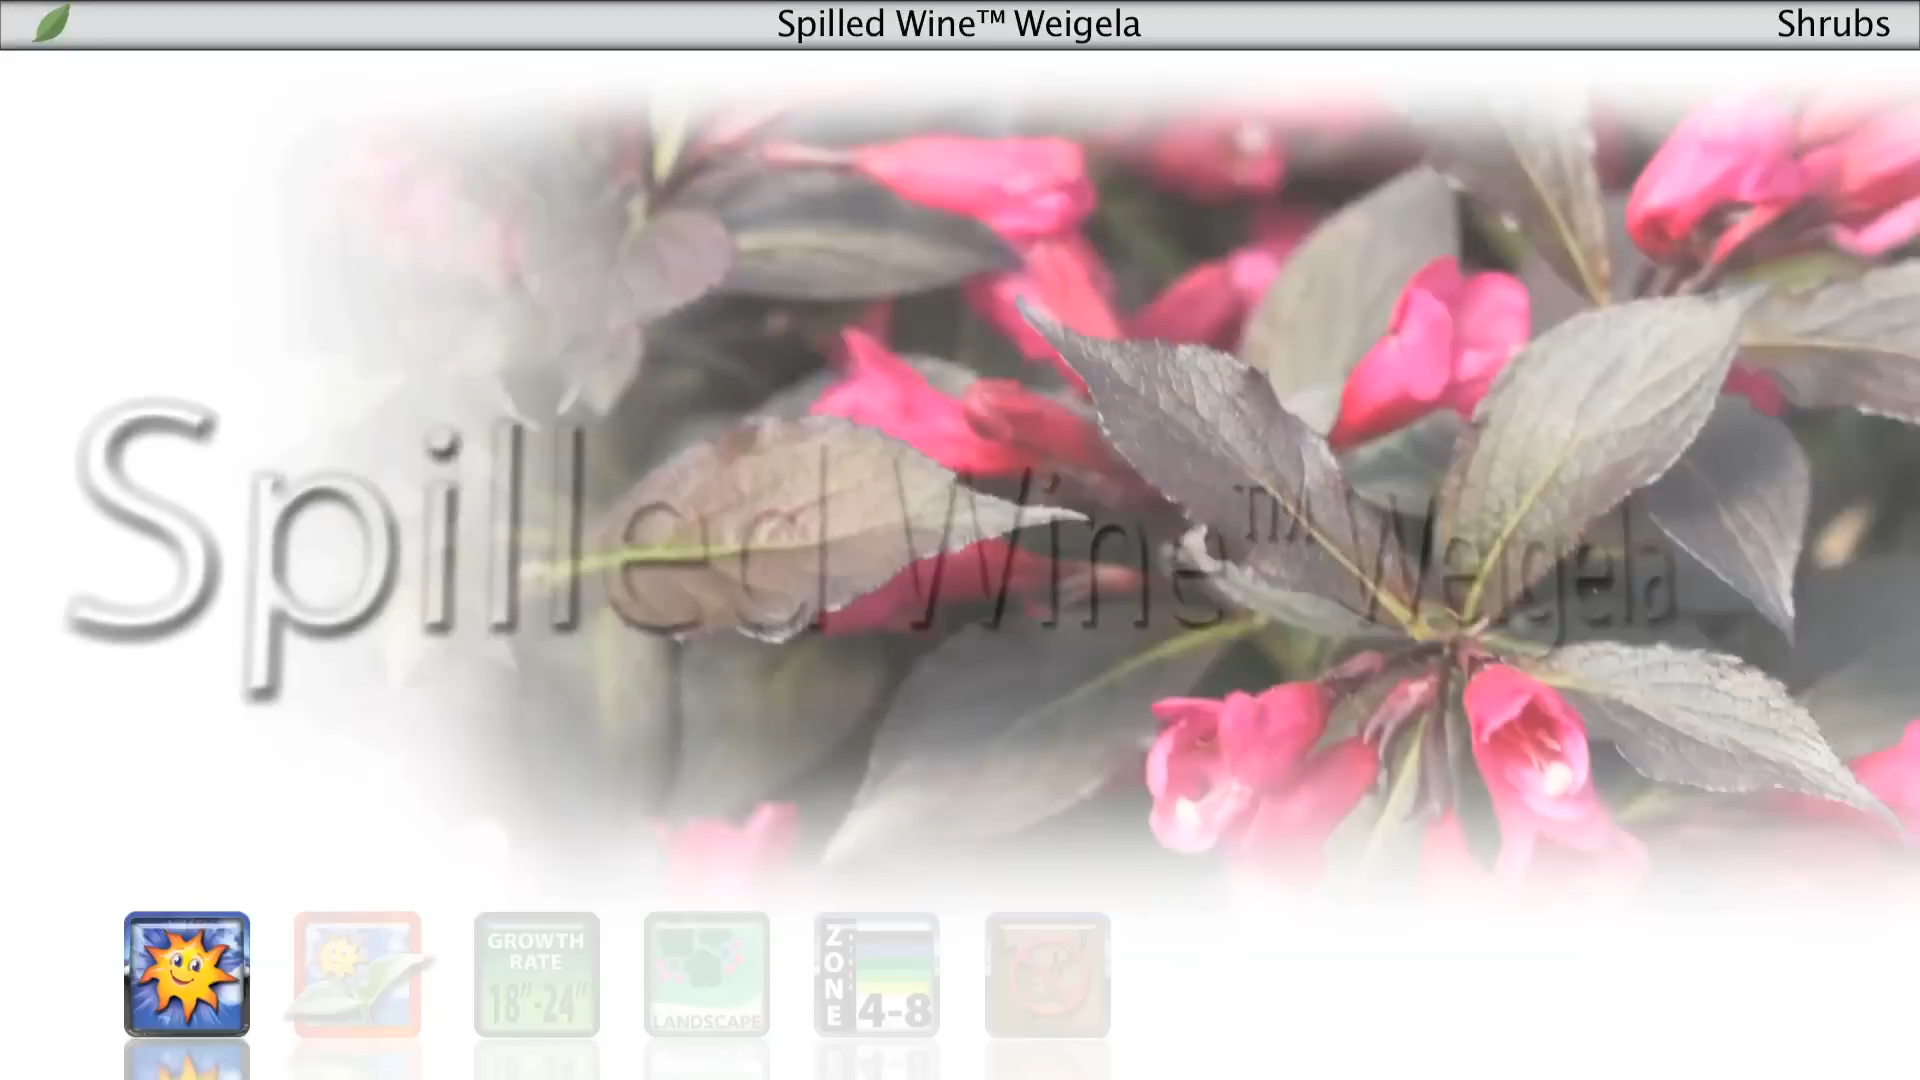 Spilled Wine™ Weigela
Shrubs
Spilled Wine™ Weigela
GROWTH
RATE
18"-24"
LANDSCAPE
ZONE
4-8